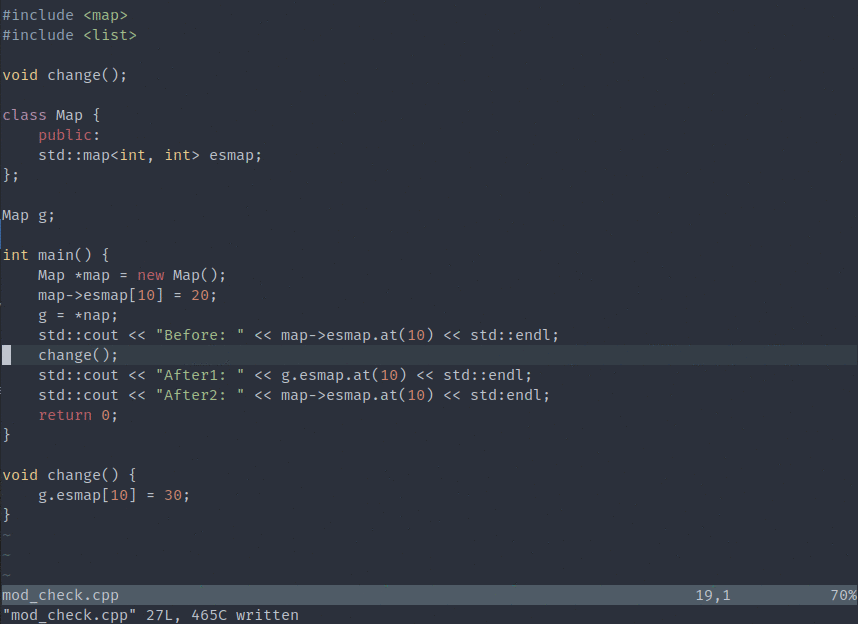 #include <map>
#include <list>
void change();
class Map {
public:
std::map<int, int> esmap;
};
Map g;
int main() {
Map *map = new Map();
map->esmap[10] = 20;
g = *nap;
std::cout << "Before: " << map->esmap.at(10) << std::endl;
change();
std::cout << "After1: " << g.esmap.at(10) << std::endl;
std::cout << "After2: " << map->esmap.at(10) << std:endl;
return 0;
}
void change() {
g.esmap[10] = 30;
}
~
~
~
mod_check.cpp 19,1 70%
"mod_check.cpp" 27L, 465C written